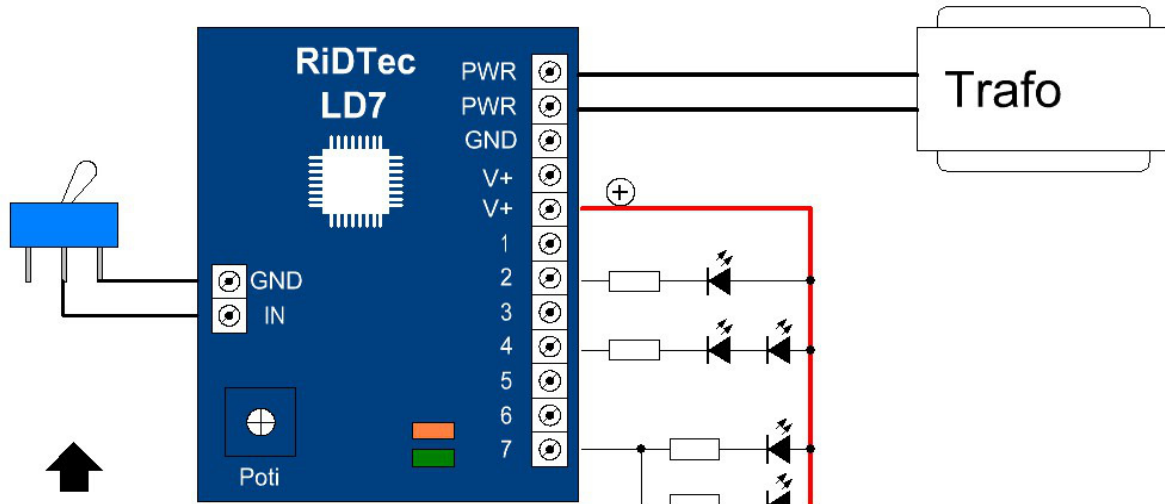 RiDTec
LD7
PWR
PWR
GND
V+
V+
1
2
3
4
5
6
7
GND
IN
Poti
Trafo
+